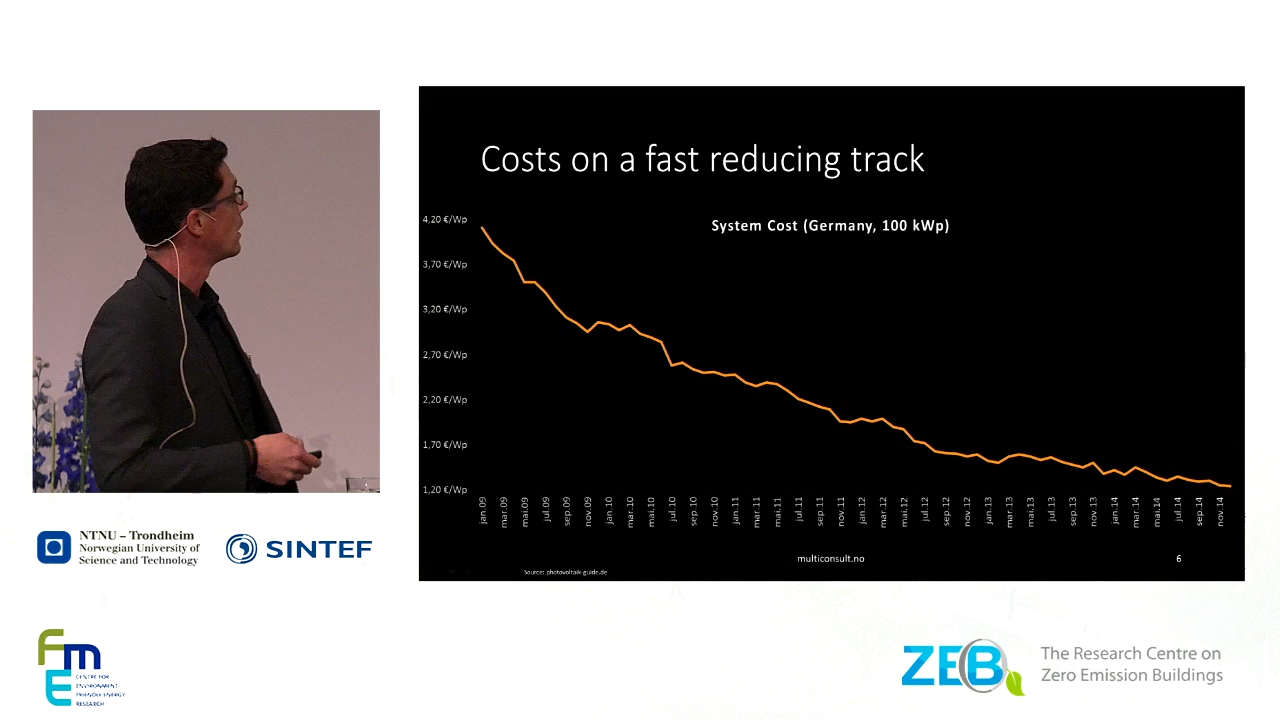 Costs on a fast reducing track
System Cost (Germany, 100 kWp)
4,20 €/Wp
3,70 €/Wp
3,20 €/Wp
2,70 €/Wp
2,20 €/Wp
1,70 €/Wp
1,20 €/Wp
jan.09
mar.09
mai.09
jul.09
sep.09
nov.09
jan.10
mar.10
mai.10
jul.10
sep.10
nov.10
jan.11
mar.11
mai.11
jul.11
sep.11
nov.11
jan.12
mar.12
mai.12
jul.12
sep.12
nov.12
jan.13
mar.13
mai.13
jul.13
sep.13
nov.13
jan.14
mar.14
mai.14
jul.14
sep.14
nov.14
multiconsult.no
6
Source: photovoltaik-guide.de
NTNU – Trondheim
Norwegian University of
Science and Technology
SINTEF
FME
CENTRE FOR
ENVIRONMENT-
FRIENDLY ENERGY
RESEARCH
ZEB
The Research Centre on
Zero Emission Buildings